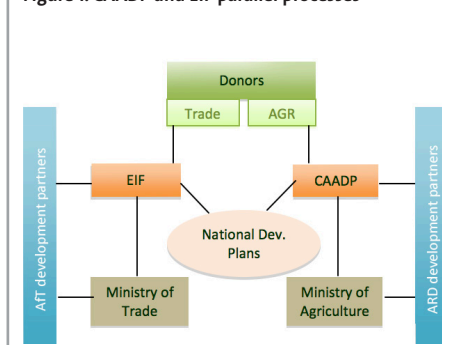 CAADP and EIF parallel processes
Donors
Trade
AGR
AfT development partners
EIF
CAADP
ARD development partners
National Dev.
Plans
Ministry of
Trade
Ministry of
Agriculture